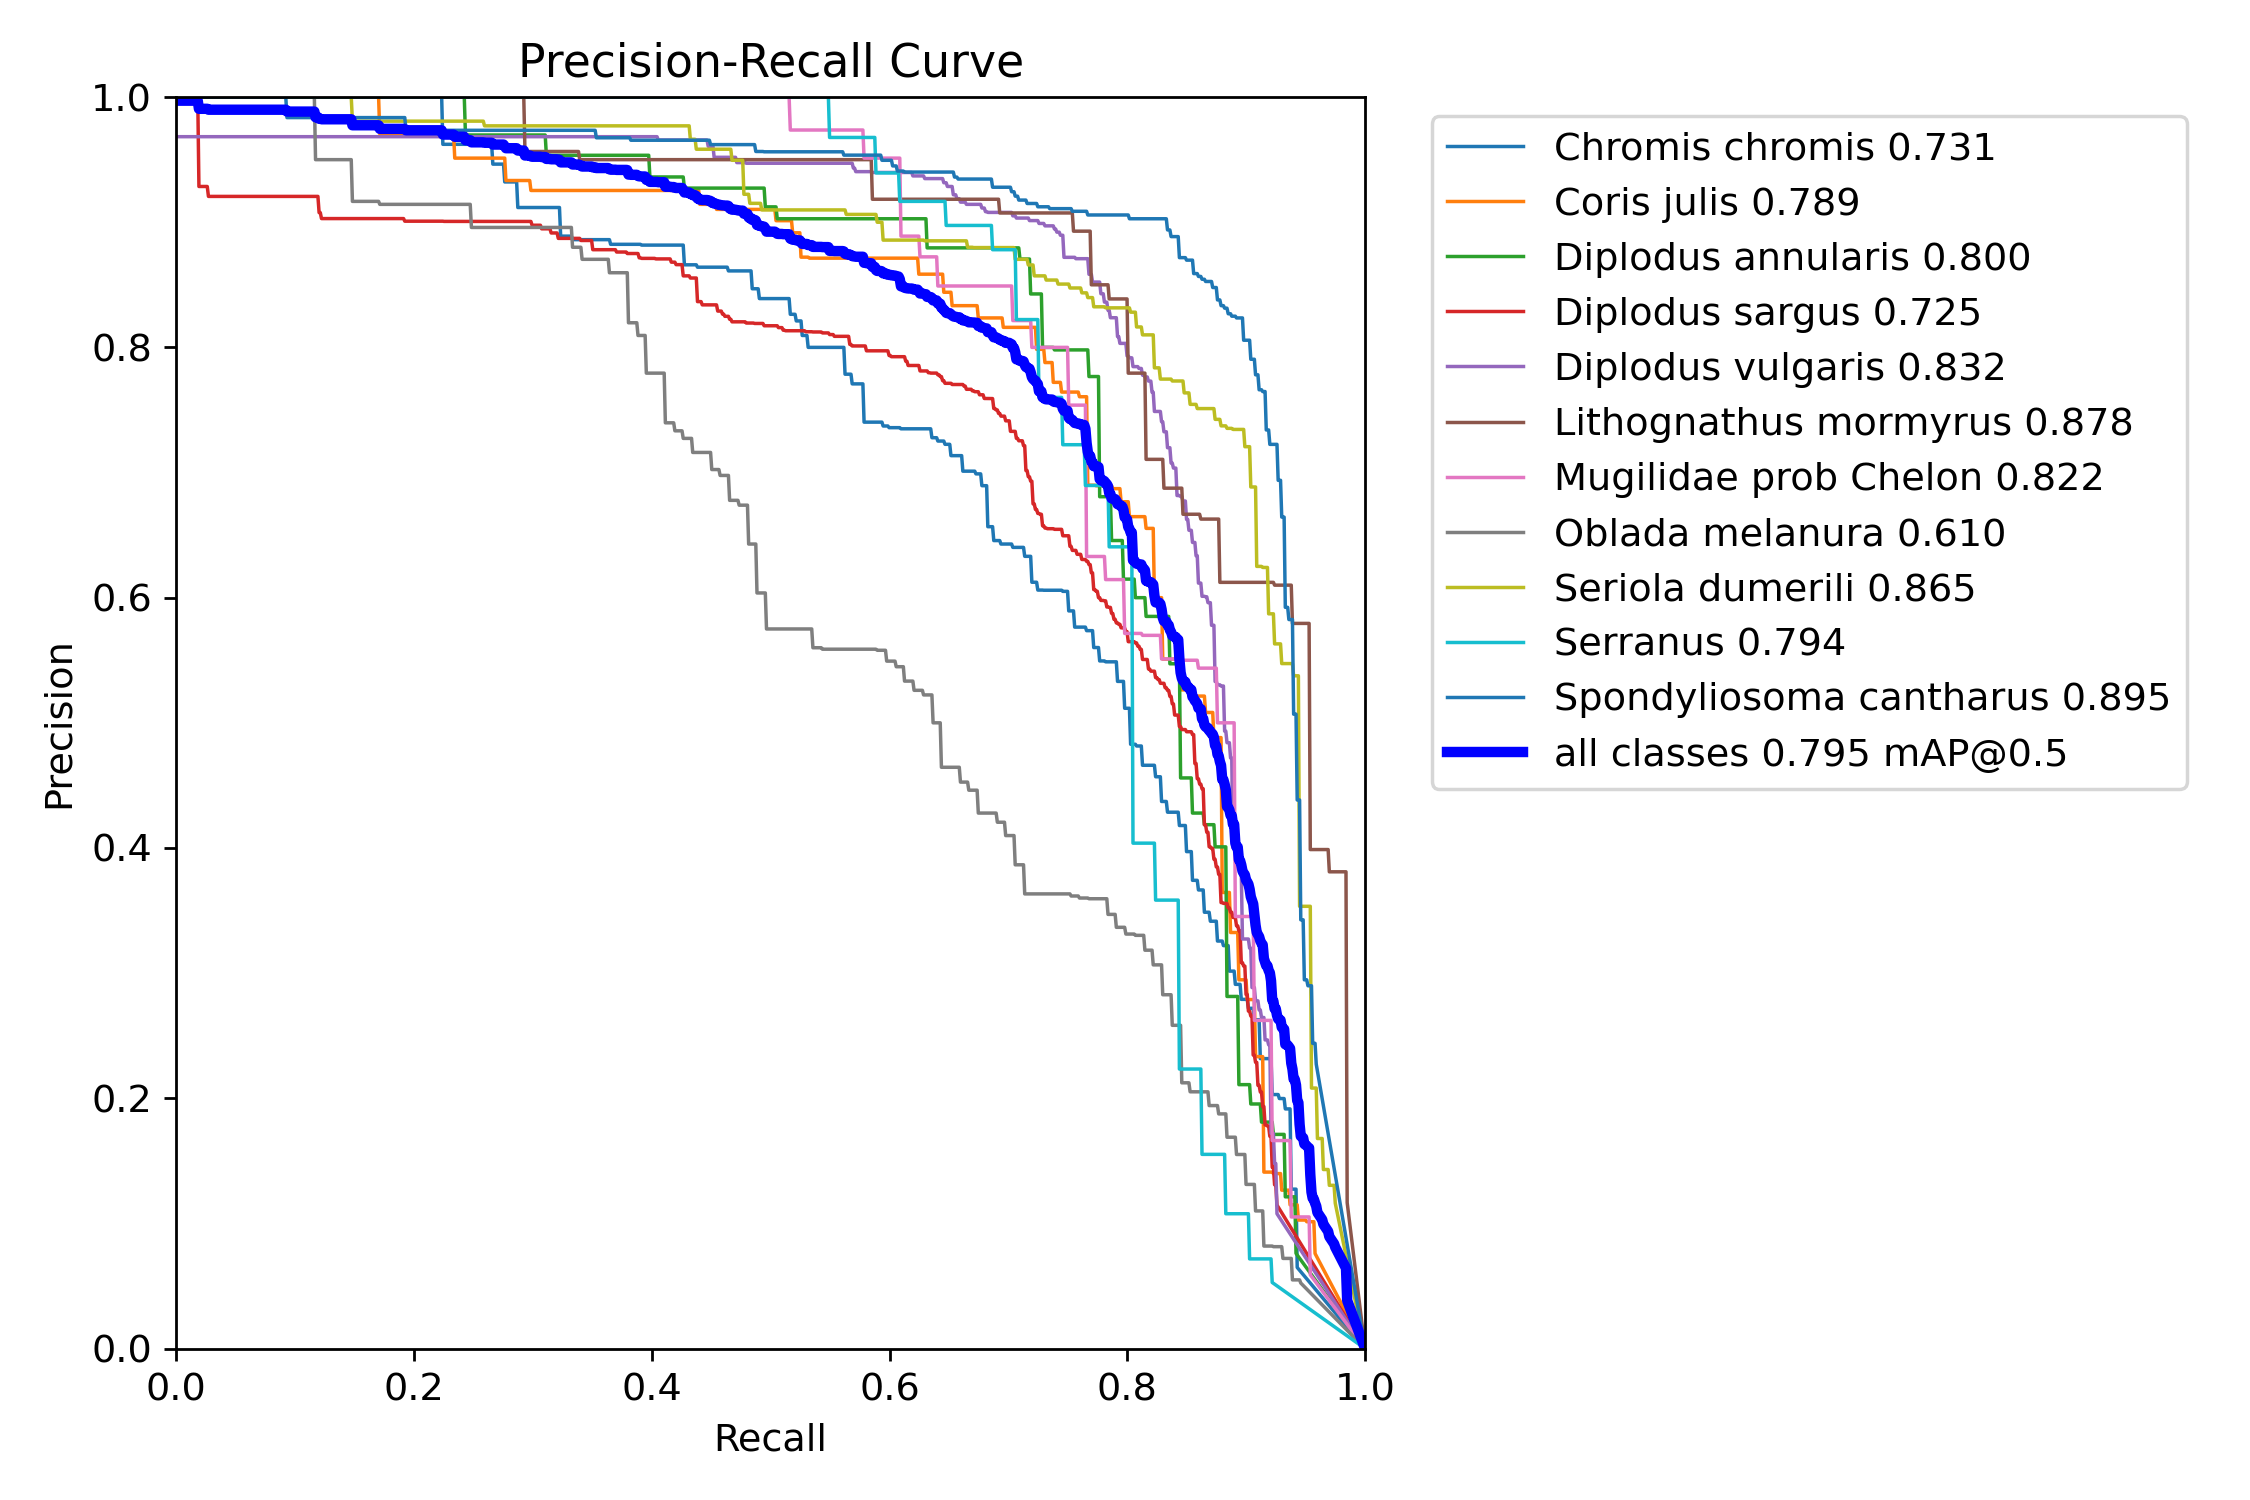 Precision-Recall Curve
1.0
0.8
0.6
0.4
0.2
0.0
Precision
0.0 0.2 0.4 0.6 0.8 1.0
Recall
Chromis chromis 0.731
Coris julis 0.789
Diplodus annularis 0.800
Diplodus sargus 0.725
Diplodus vulgaris 0.832
Lithognathus mormyrus 0.878
Mugilidae prob Chelon 0.822
Oblada melanura 0.610
Seriola dumerili 0.865
Serranus 0.794
Spondyliosoma cantharus 0.895
all classes 0.795 mAP@0.5